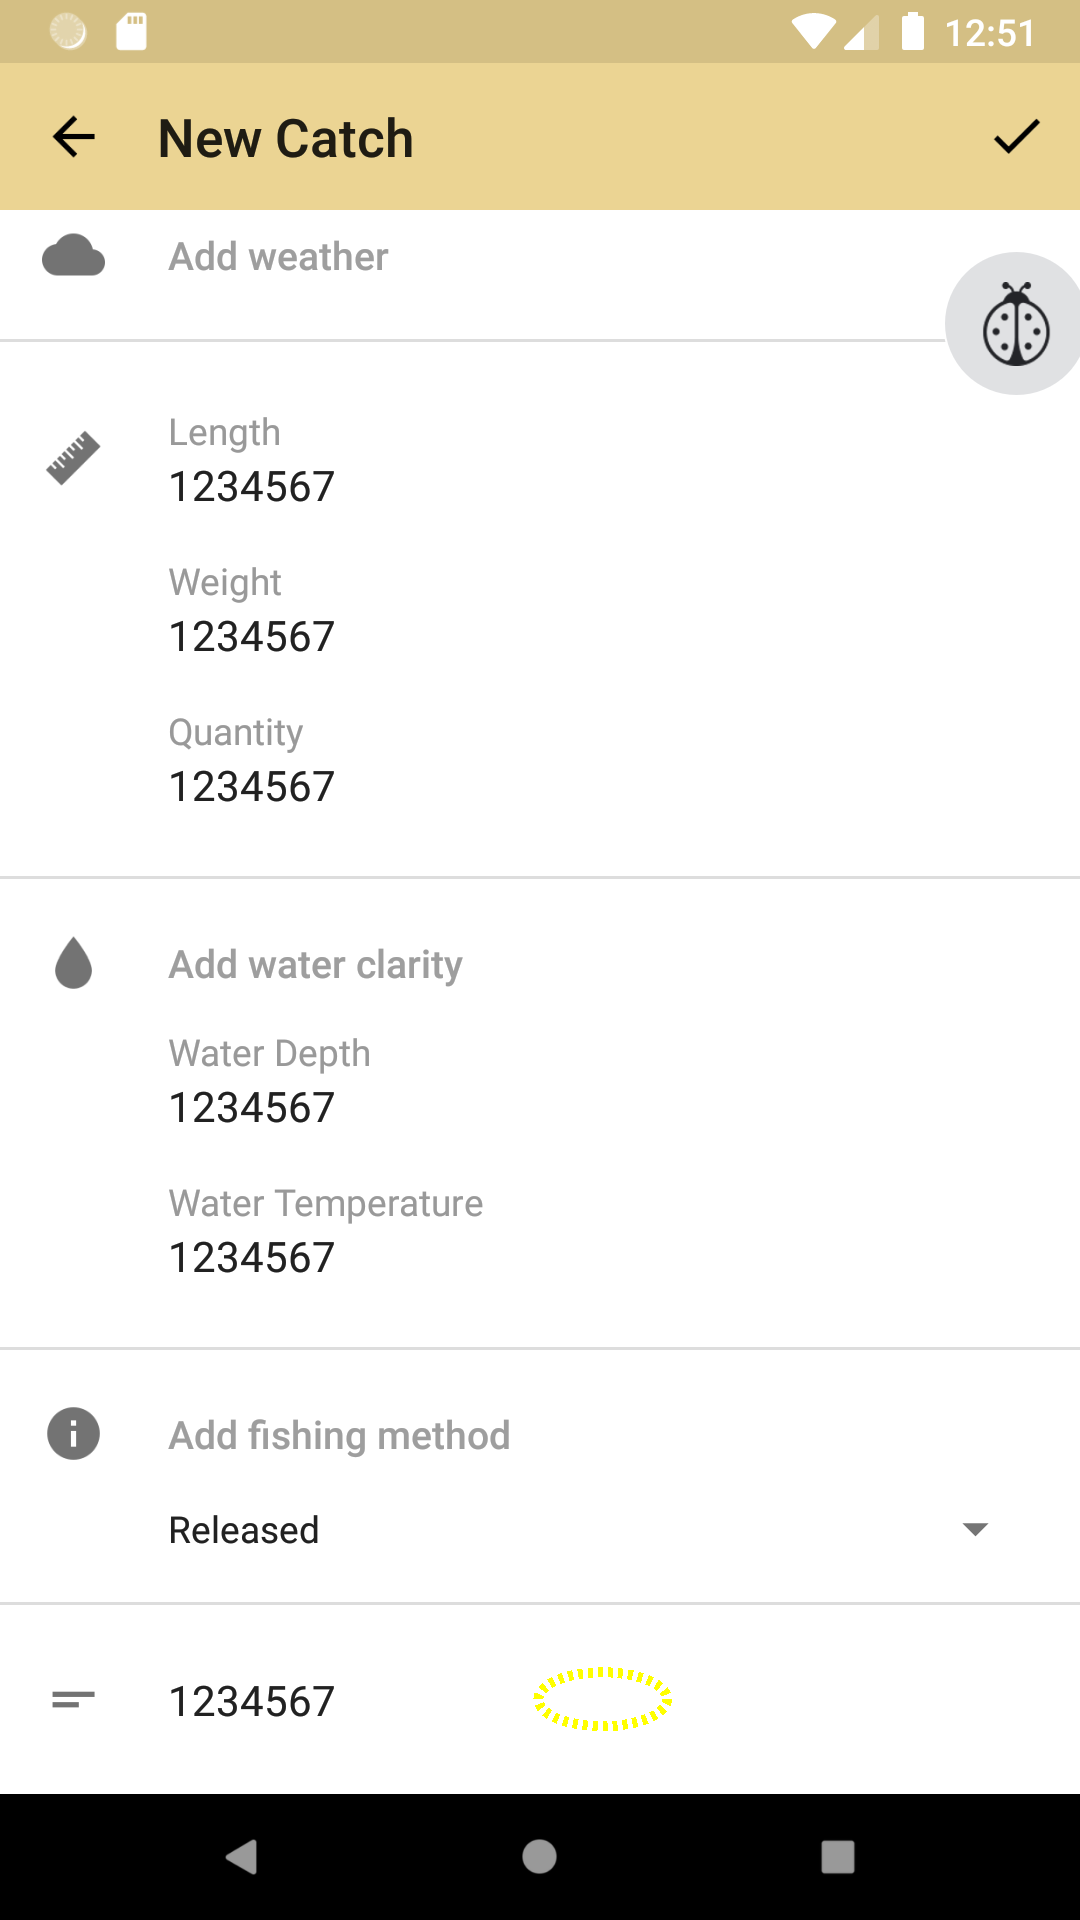 12:51
New Catch
Add weather
Length
1234567
Weight
1234567
Quantity
1234567
Add water clarity
Water Depth
1234567
Water Temperature
1234567
Add fishing method
Released
1234567